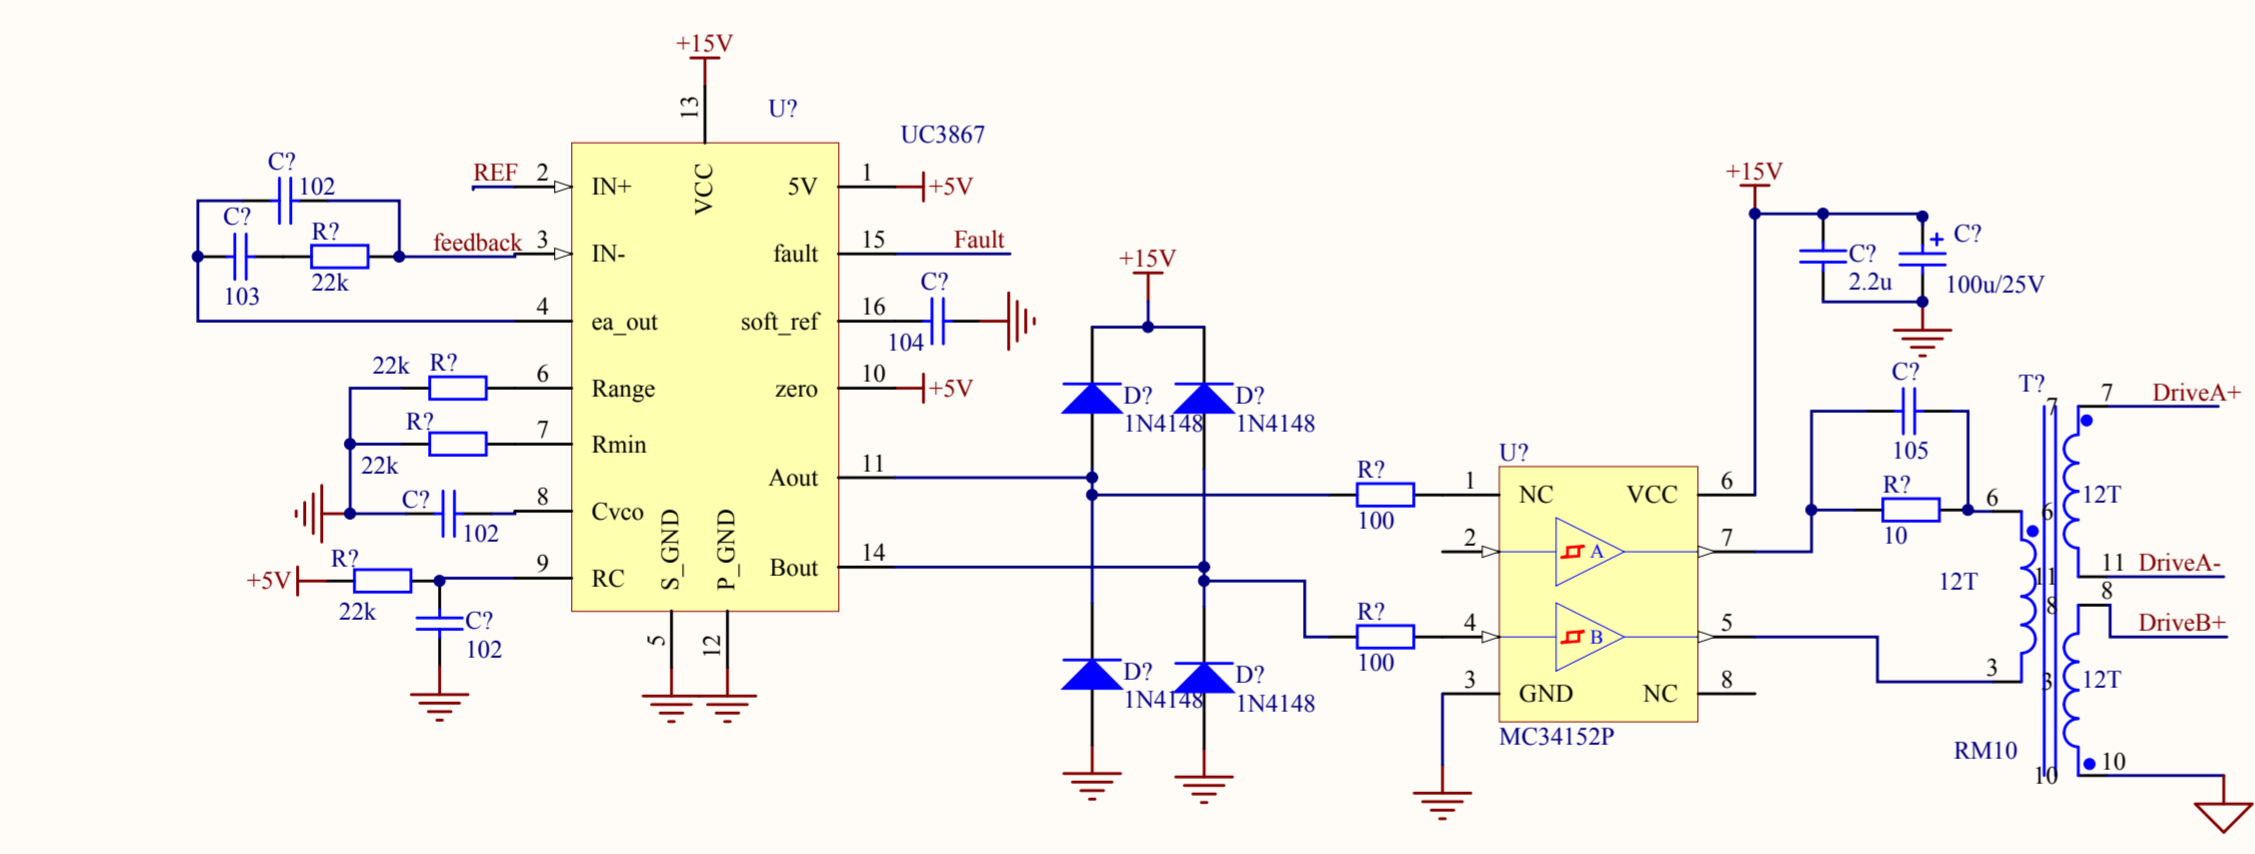 +15V
13
U?
UC3867
VCC
REF
2
IN+
5V
1
+5V
C?
102
C?
103
R?
22k
feedback
3
IN-
fault
15
Fault
4
ea_out
soft_ref
16
C?
104
22k
R?
6
Range
zero
10
+5V
R?
22k
7
Rmin
Aout
11
C?
102
8
Cvco
S_GND
P_GND
Bout
14
+5V
R?
22k
9
RC
C?
102
5
12
+15V
D?
1N4148
D?
1N4148
D?
1N4148
D?
1N4148
R?
100
R?
100
U?
1
NC
VCC
6
2
A
7
4
B
5
3
GND
NC
8
MC34152P
+15V
C?
2.2u
+
C?
100u/25V
C?
105
R?
10
T?
6
3
12T
RM10
7
6
11
8
3
10
7
DriveA+
12T
11
DriveA-
8
DriveB+
12T
10